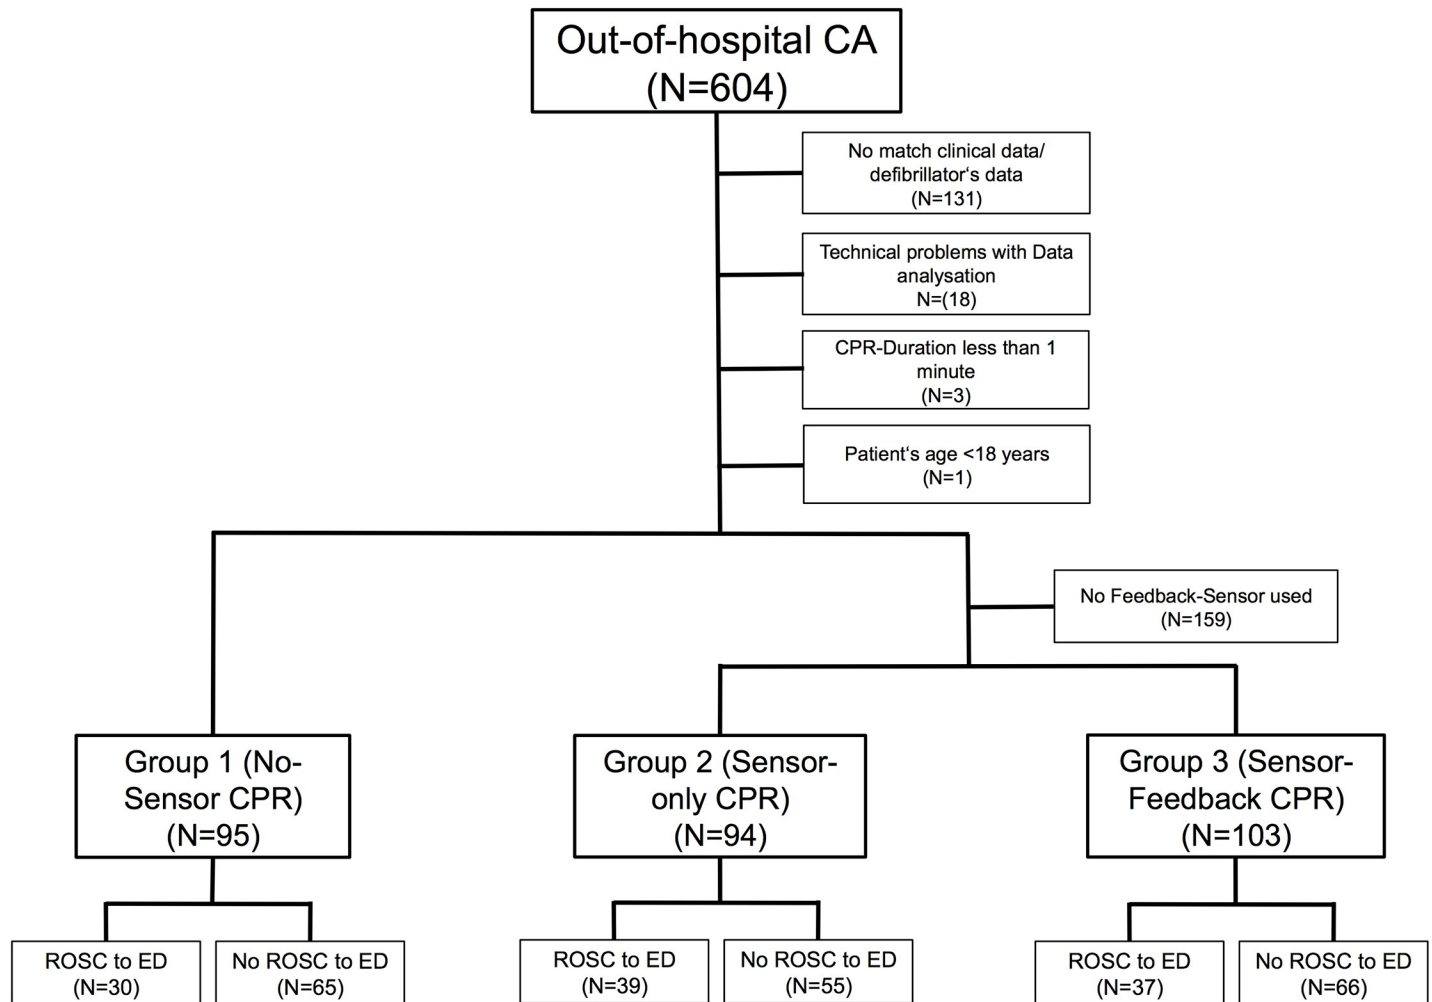 Out-of-hospital CA
(N=604)
No match clinical data/
defibrillator‘s data
(N=131)
Technical problems with Data
analysation
N=(18)
CPR-Duration less than 1
minute
(N=3)
Patient‘s age <18 years
(N=1)
No Feedback-Sensor used
(N=159)
Group 1 (No-
Sensor CPR)
(N=95)
Group 2 (Sensor-
only CPR)
(N=94)
Group 3 (Sensor-
Feedback CPR)
(N=103)
ROSC to ED
(N=30)
No ROSC to ED
(N=65)
ROSC to ED
(N=39)
No ROSC to ED
(N=55)
ROSC to ED
(N=37)
No ROSC to ED
(N=66)